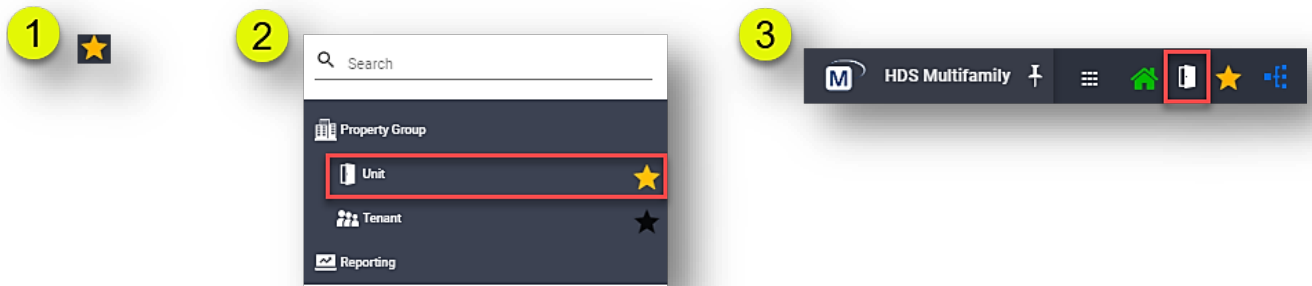 1
2
Search
Property Group
Unit
Tenant
Reporting
3
M HDS Multifamily